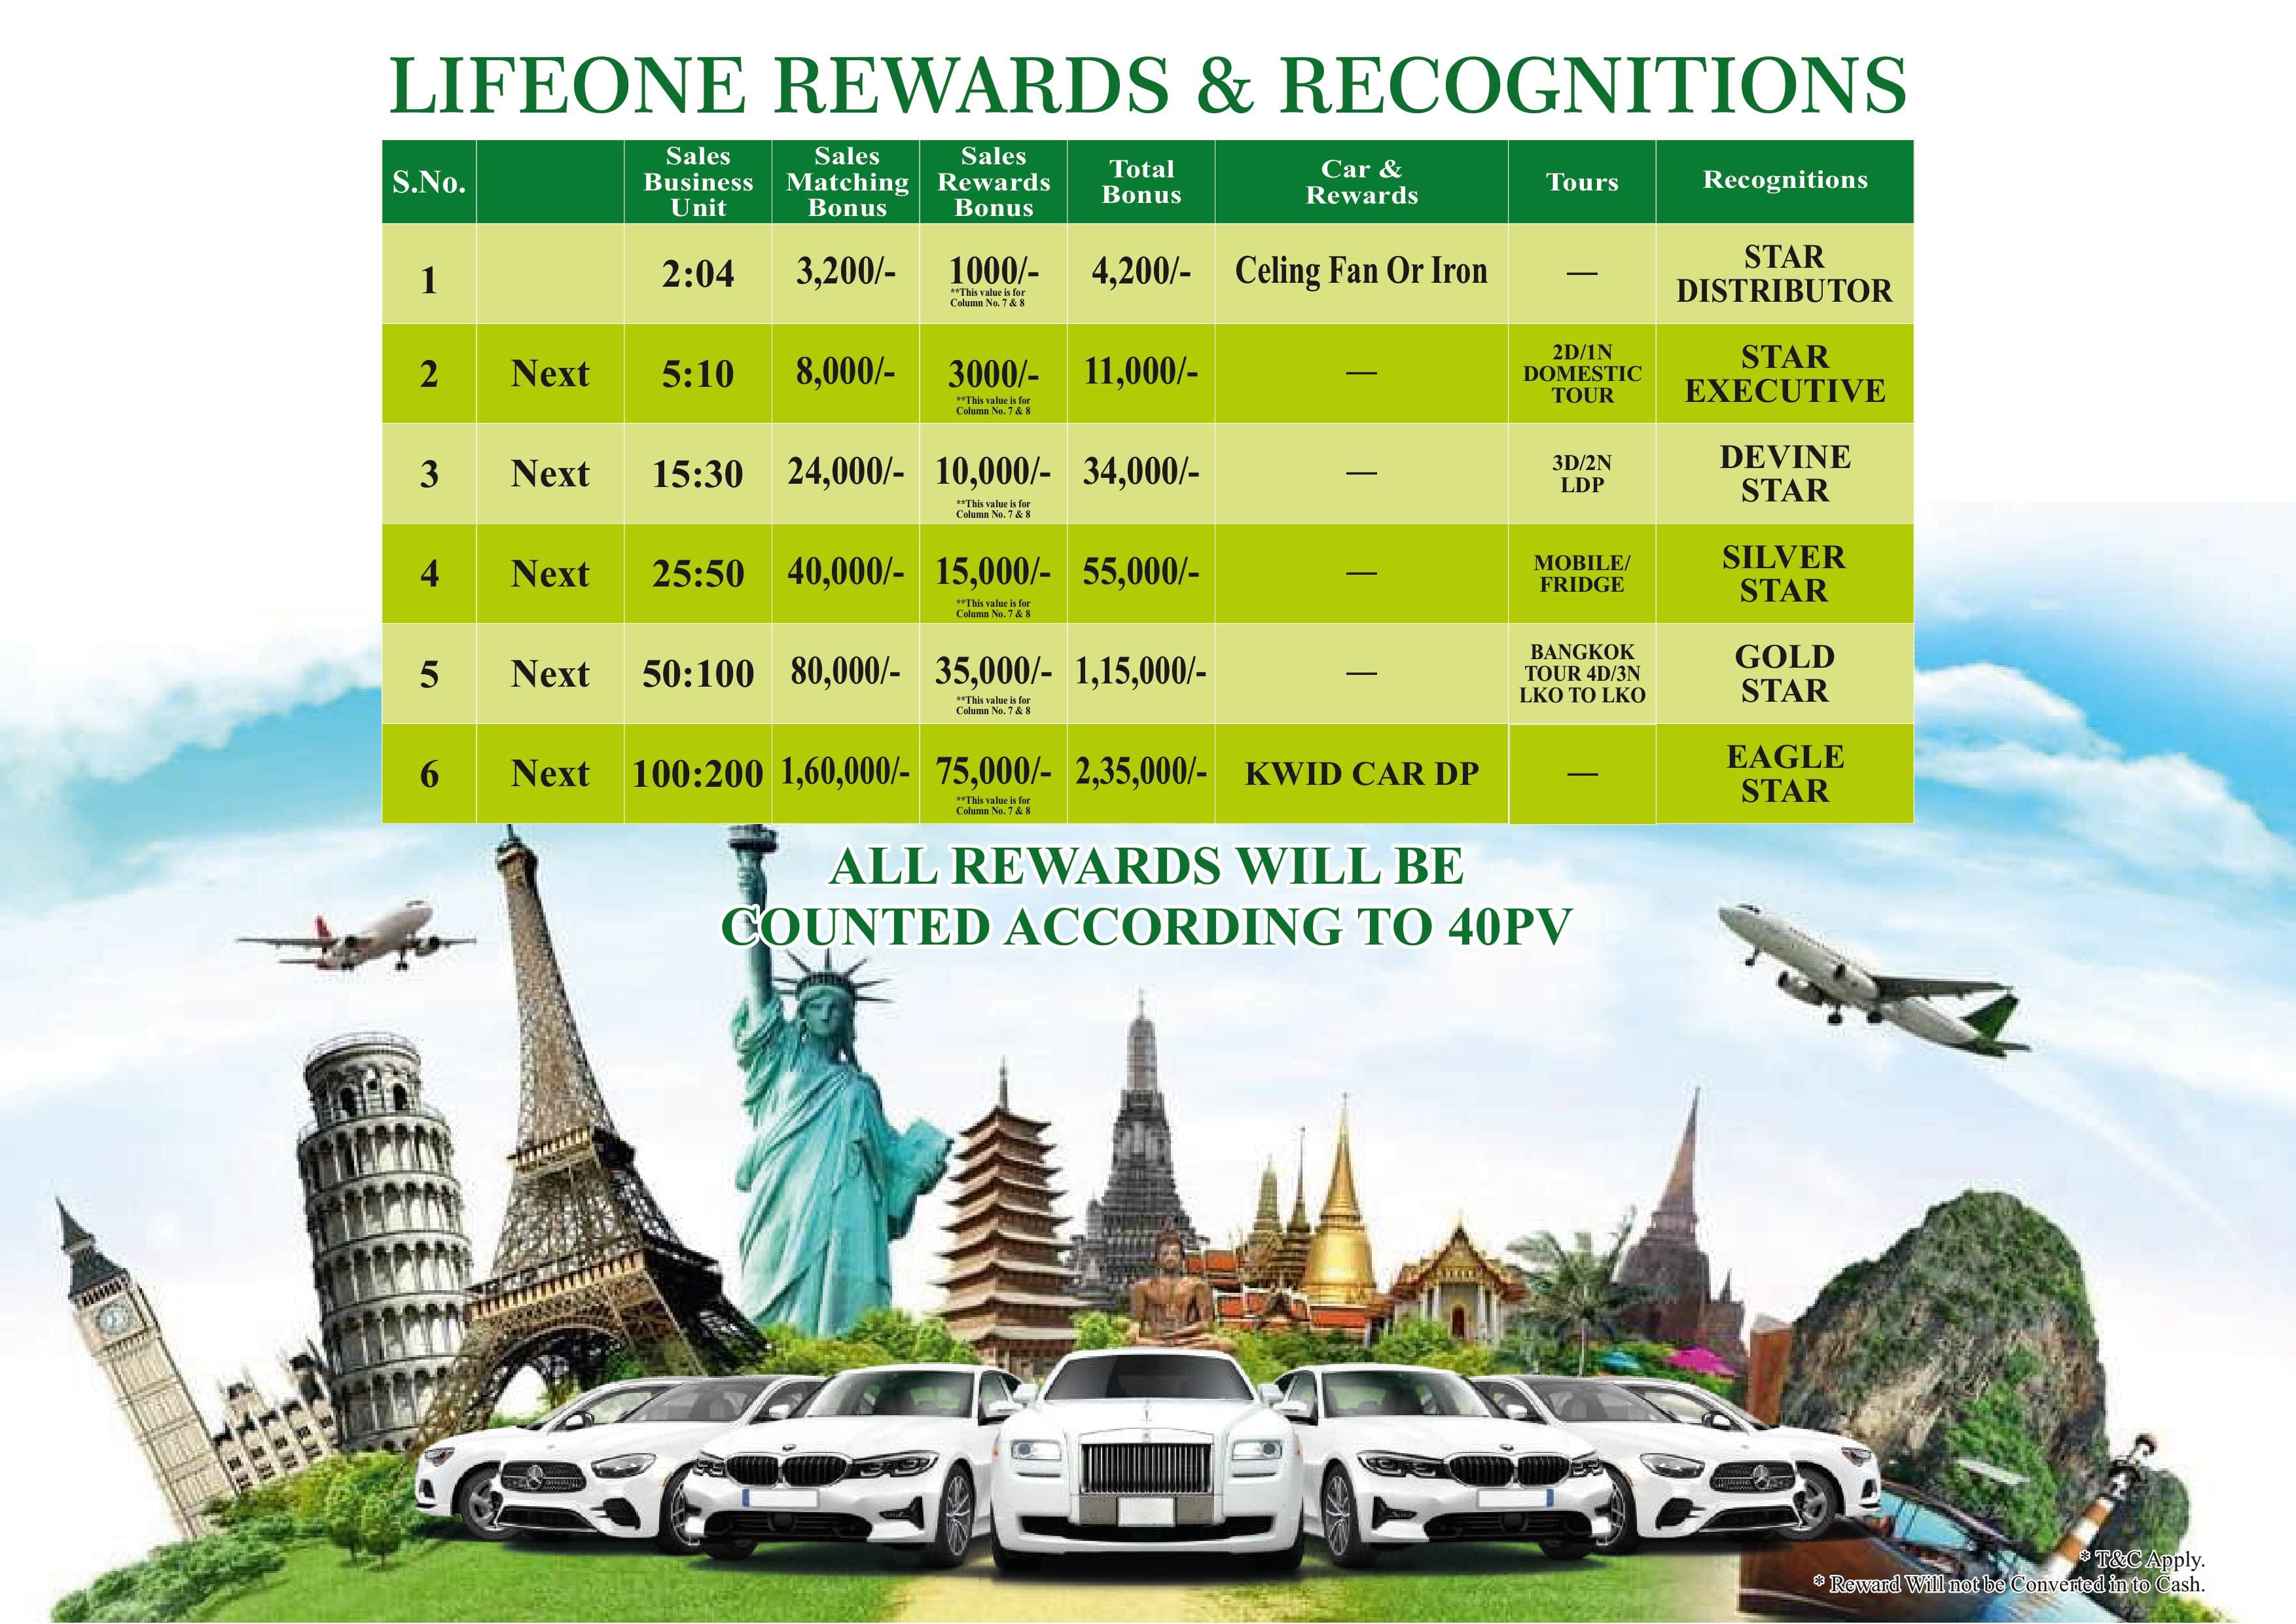 LIFEONE REWARDS & RECOGNITIONS
S.No.
Sales
Business
Unit
Sales
Matching
Bonus
Sales
Rewards
Bonus
Total
Bonus
Car &
Rewards
Tours
Recognitions
1
2:04
3,200/-
1000/-
**This value is for
Column No. 7 & 8
4,200/-
Celing Fan Or Iron
—
STAR
DISTRIBUTOR
2
Next
5:10
8,000/-
3000/-
**This value is for
Column No. 7 & 8
11,000/-
—
2D/1N
DOMESTIC
TOUR
STAR
EXECUTIVE
3
Next
15:30
24,000/-
10,000/-
**This value is for
Column No. 7 & 8
34,000/-
—
3D/2N
LDP
DEVINE
STAR
4
Next
25:50
40,000/-
15,000/-
**This value is for
Column No. 7 & 8
55,000/-
—
MOBILE/
FRIDGE
SILVER
STAR
5
Next
50:100
80,000/-
35,000/-
**This value is for
Column No. 7 & 8
1,15,000/-
—
BANGKOK
TOUR 4D/3N
LKO TO LKO
GOLD
STAR
6
Next
100:200
1,60,000/-
75,000/-
**This value is for
Column No. 7 & 8
2,35,000/-
KWID CAR DP
—
EAGLE
STAR
ALL REWARDS WILL BE
COUNTED ACCORDING TO 40PV
* T&C Apply.
* Reward Will not be Converted in to Cash.